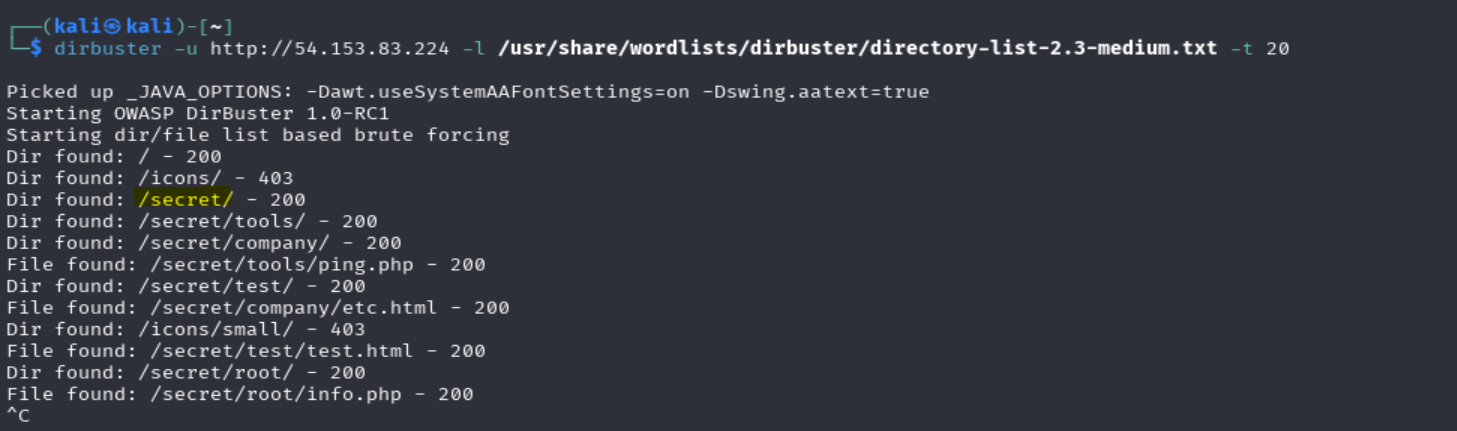 ┌──(kali㉿kali)-[~]
└─$ dirbuster -u http://54.153.83.224 -l /usr/share/wordlists/dirbuster/directory-list-2.3-medium.txt -t 20
Picked up _JAVA_OPTIONS: -Dawt.useSystemAAFontSettings=on -Dswing.aatext=true
Starting OWASP DirBuster 1.0-RC1
Starting dir/file list based brute forcing
Dir found: / - 200
Dir found: /icons/ - 403
Dir found: /secret/ - 200
Dir found: /secret/tools/ - 200
Dir found: /secret/company/ - 200
File found: /secret/tools/ping.php - 200
Dir found: /secret/test/ - 200
File found: /secret/company/etc.html - 200
Dir found: /icons/small/ - 403
File found: /secret/test/test.html - 200
Dir found: /secret/root/ - 200
File found: /secret/root/info.php - 200
^C